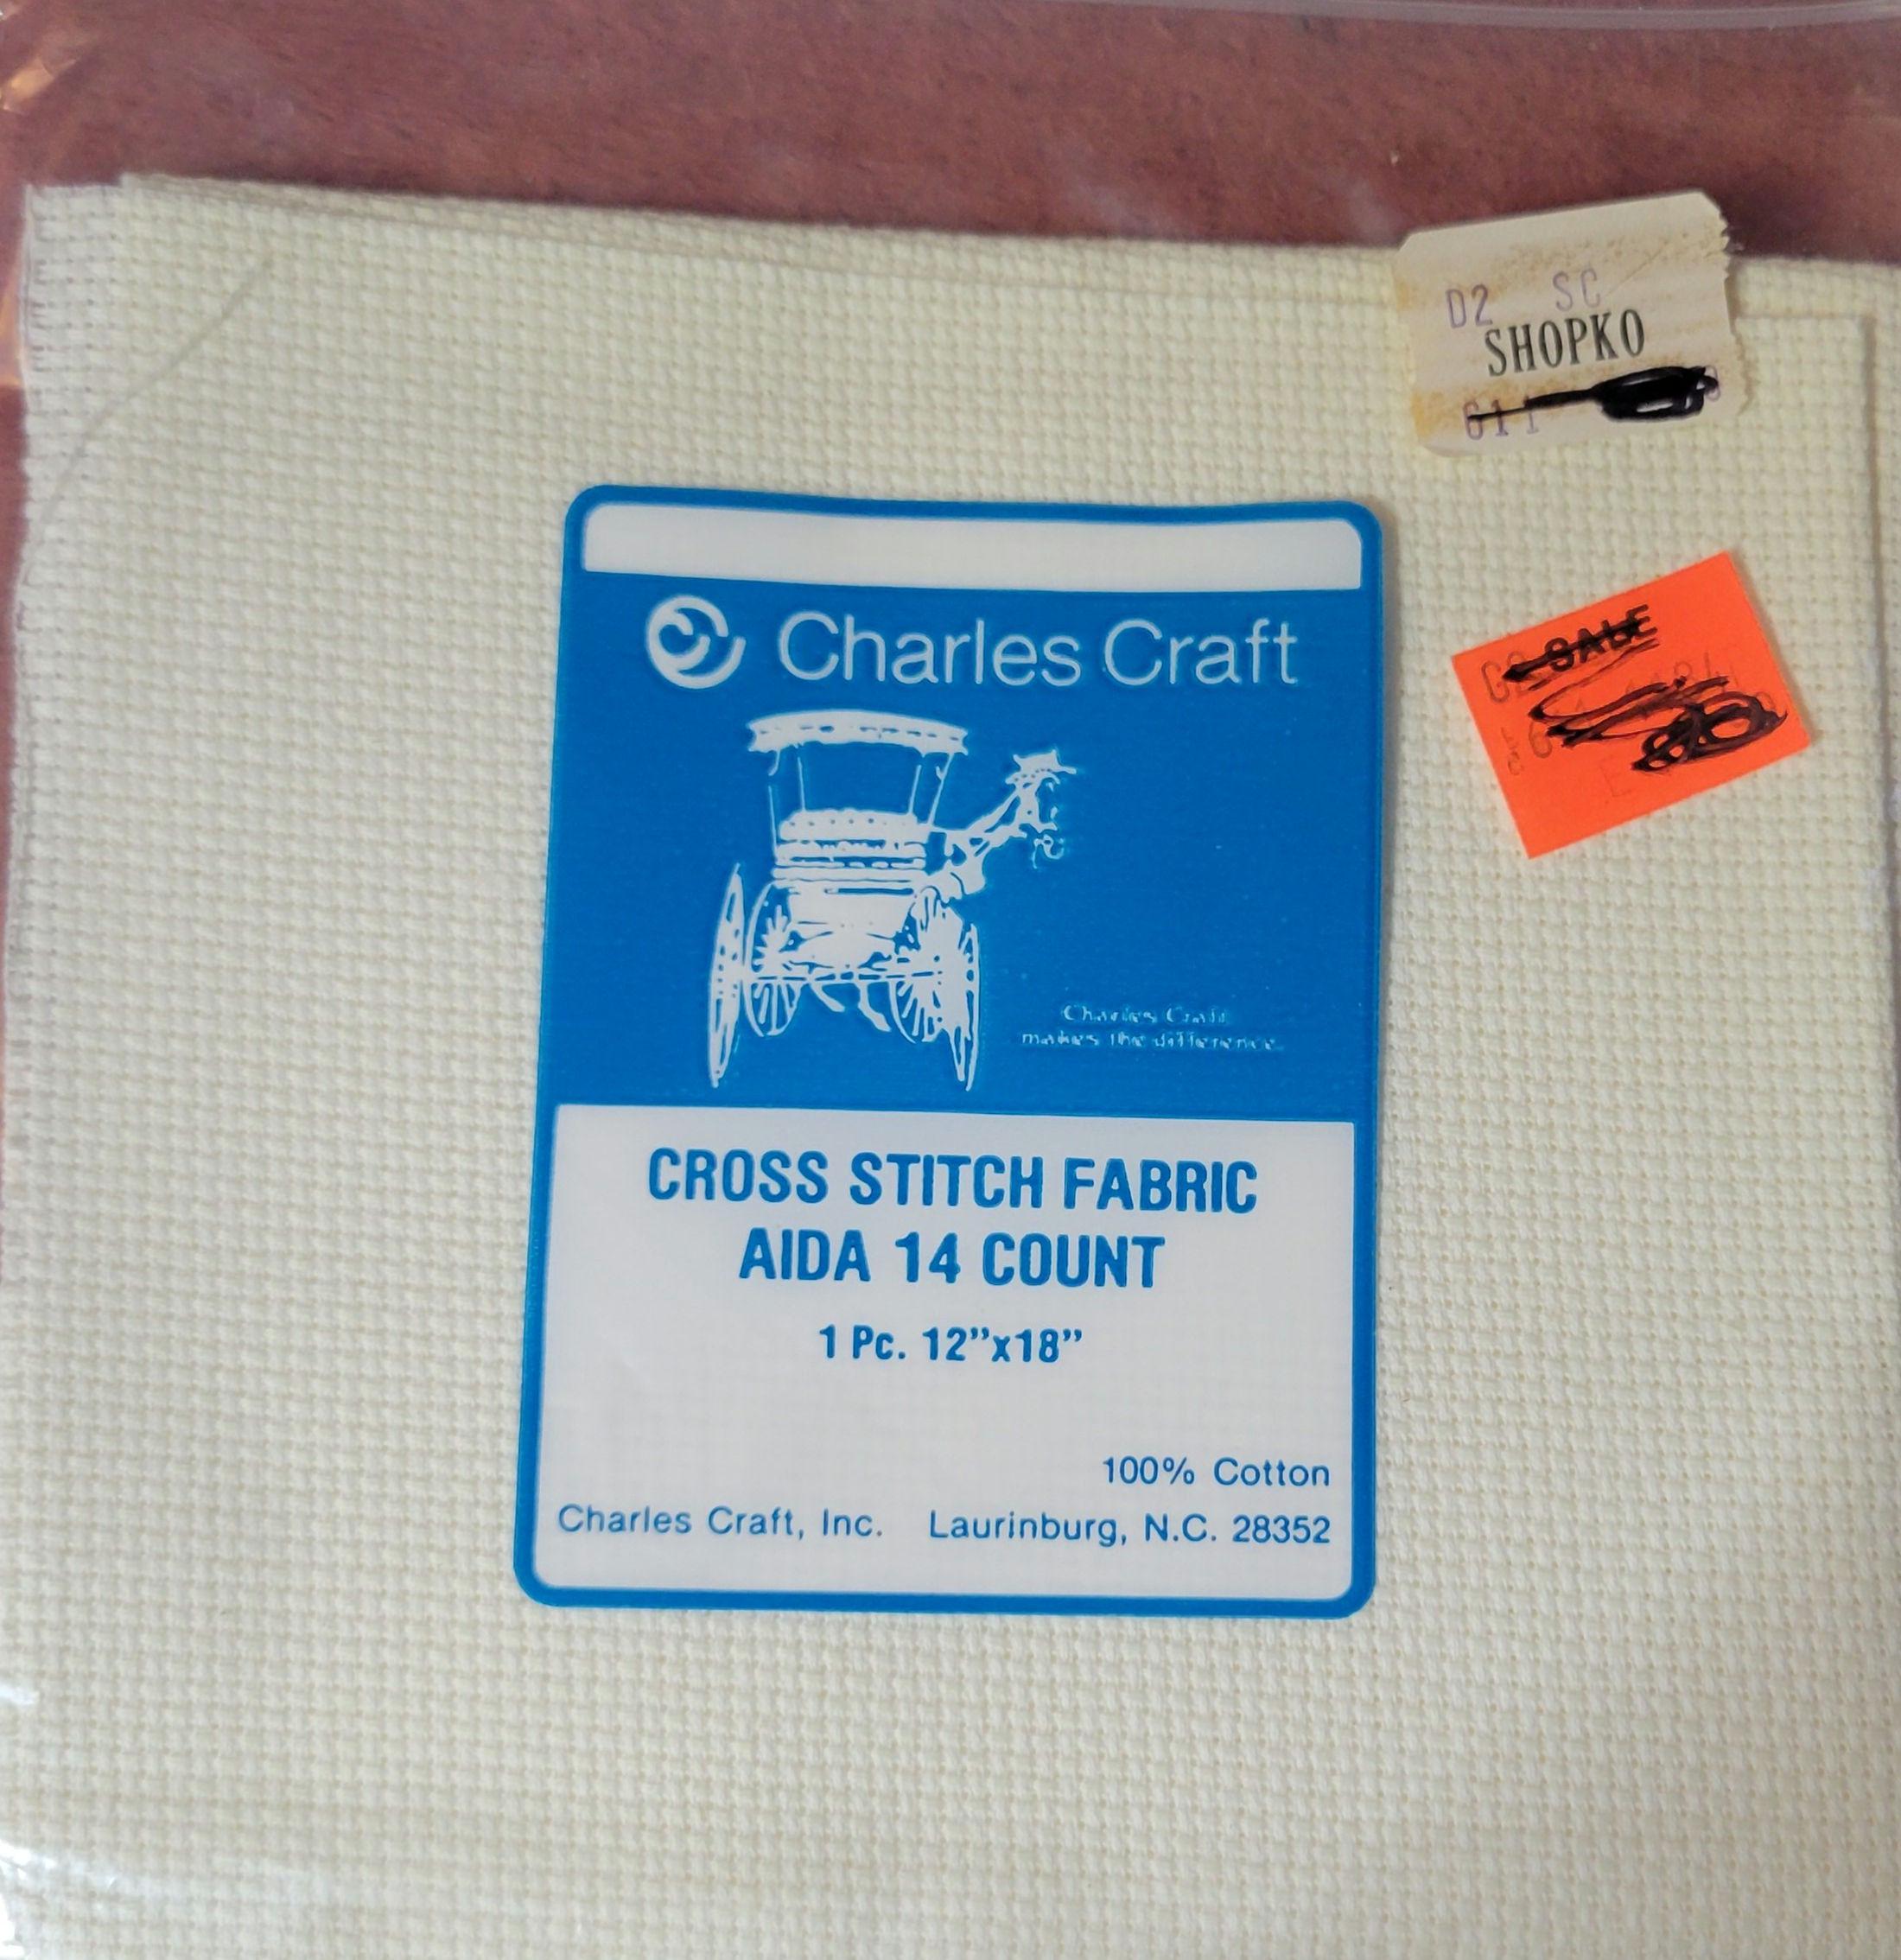 D2 SC
SHOPKO
611
SALE
Charles Craft
Charles Craft
makes the difference.
CROSS STITCH FABRIC
AIDA 14 COUNT
1 Pc. 12”x18”
100% Cotton
Charles Craft, Inc. Laurinburg, N.C. 28352